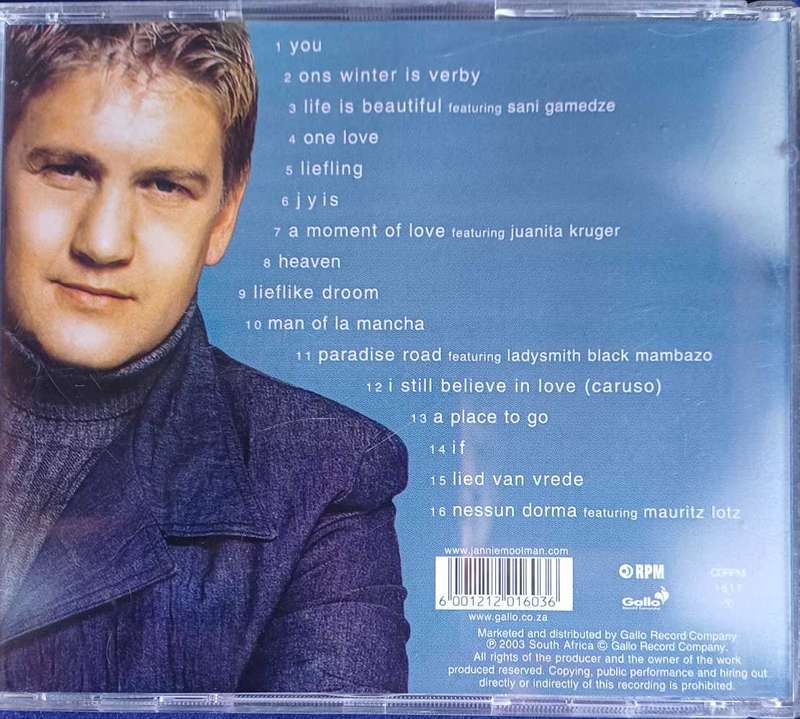 1 you
2 ons winter is verby
3 life is beautiful featuring sani gamedze
4 one love
5 liefling
6 j y i s
7 a moment of love featuring juanita kruger
8 heaven
9 lieflike droom
10 man of la mancha
11 paradise road featuring ladysmith black mambazo
12 i still believe in love (caruso)
13 a place to go
14 if
15 lied van vrede
16 nessun dorma featuring mauritz lotz
www.janniemoolman.com
6 001212 016036
www.gallo.co.za
RPM
Gallo
CDRPM
Marketed and distributed by Gallo Record Company
℗ 2003 South Africa © Gallo Record Company.
All rights of the producer and the owner of the work
produced reserved. Copying, public performance and hiring out
directly or indirectly of this recording is prohibited.